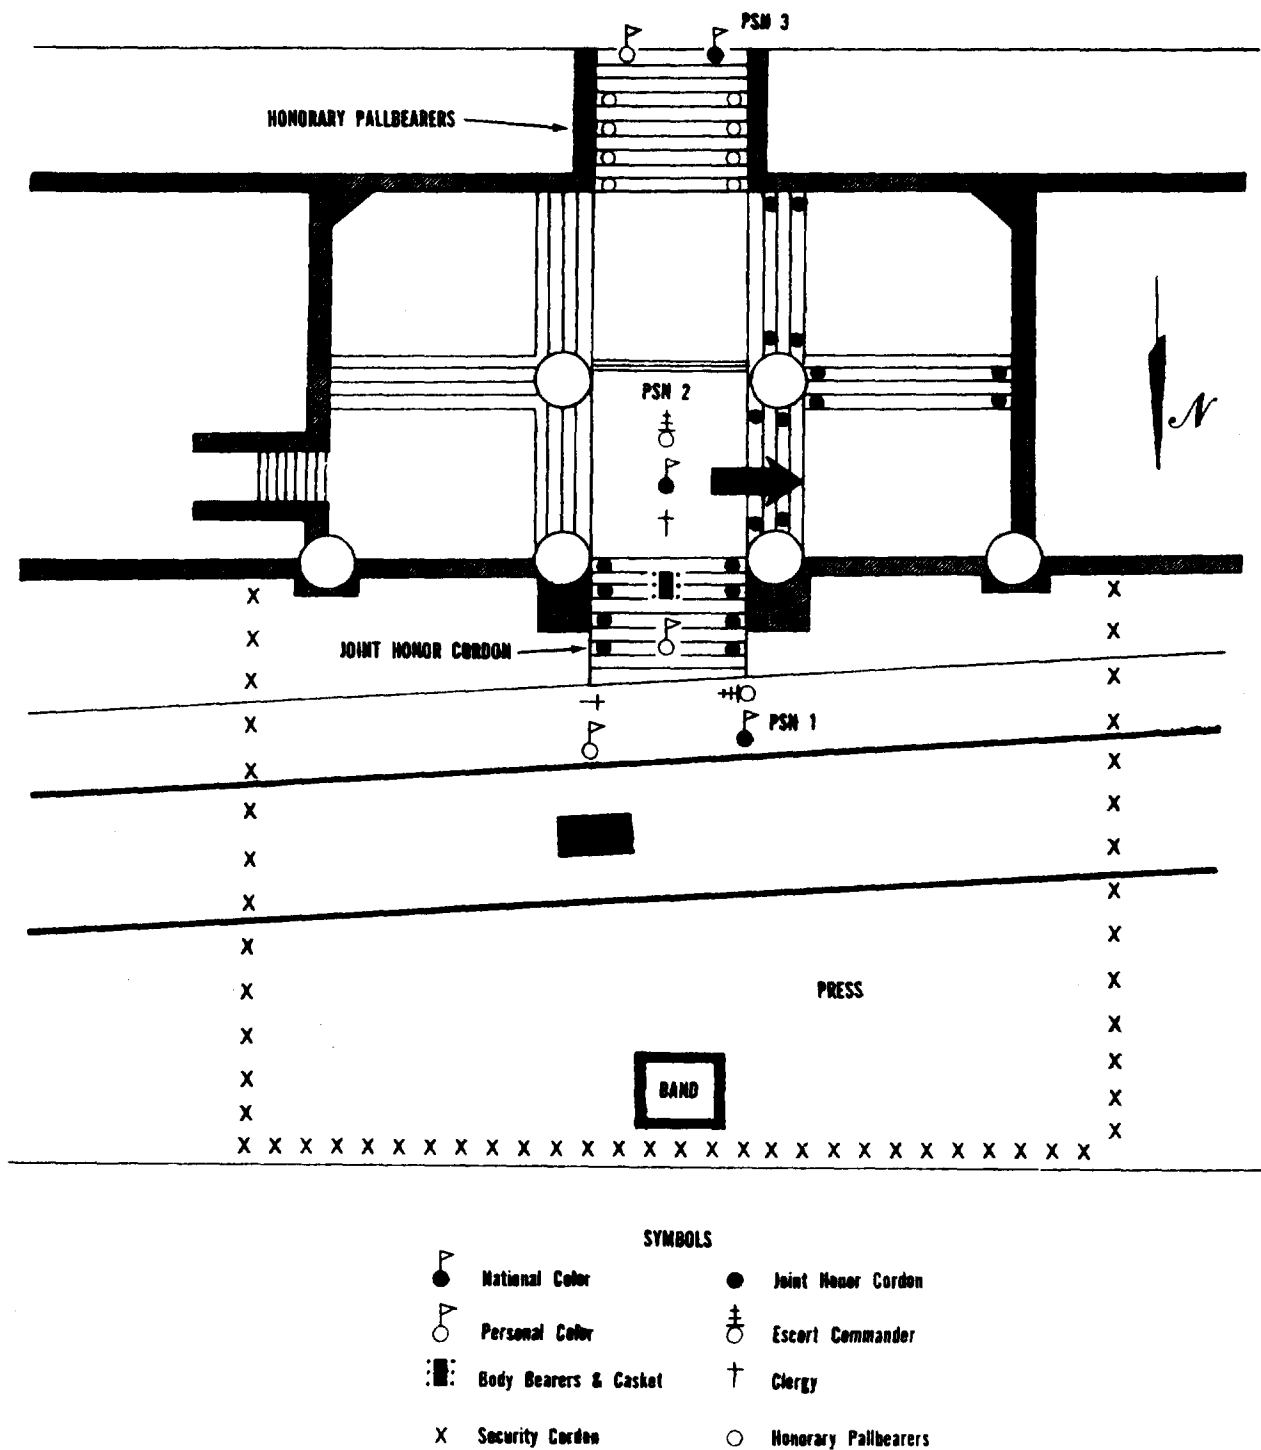 PSN 3
HONORARY PALLBEARERS
PSN 2
N
JOINT HONOR CORDON
PSN 1
PRESS
BAND
SYMBOLS
National Color
Joint Honor Cordon
Personal Color
Escort Commander
Body Bearers & Casket
Clergy
X Security Cordon
Honorary Pallbearers